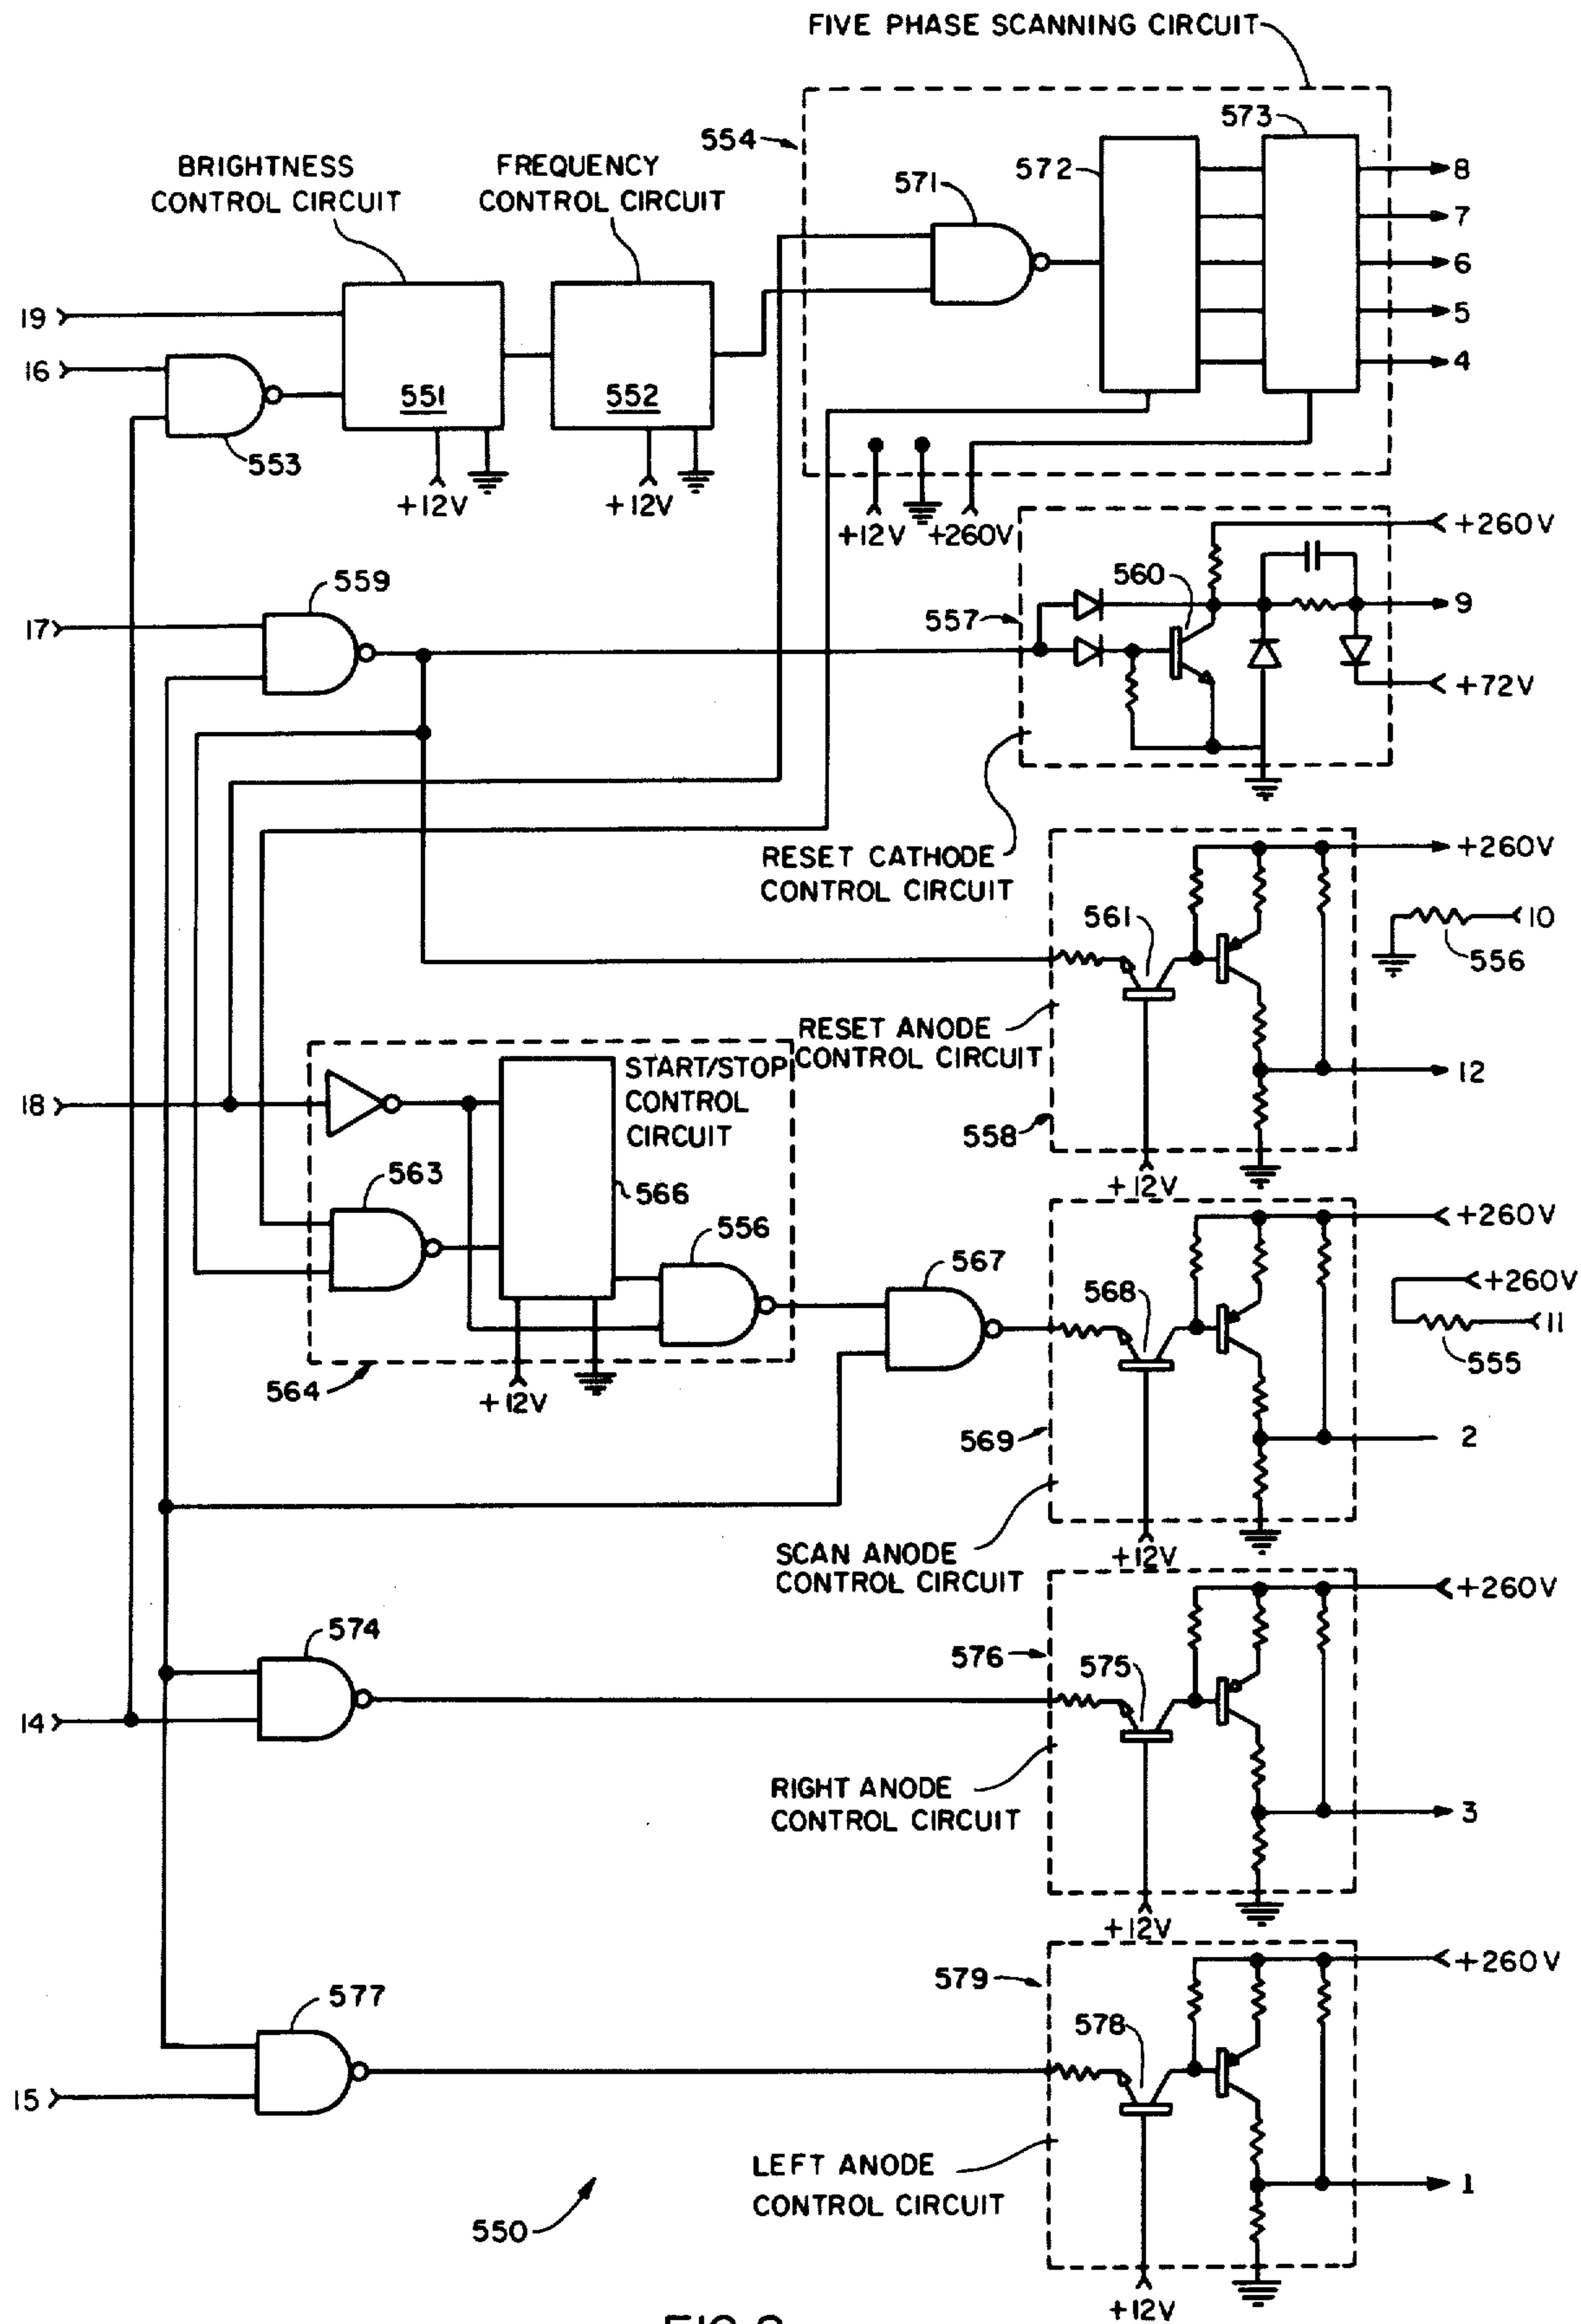 FIVE PHASE SCANNING CIRCUIT
554
573
BRIGHTNESS
CONTROL CIRCUIT
FREQUENCY
CONTROL CIRCUIT
571
572
8
7
6
5
4
19
16
551
552
553
+12V
+12V
+12V
+260V
+260V
559
560
557
9
17
+72V
RESET CATHODE
CONTROL CIRCUIT
+260V
561
10
556
RESET ANODE
CONTROL CIRCUIT
12
558
+12V
18
START/STOP
CONTROL
CIRCUIT
563
566
556
567
564
+12V
+260V
568
+260V
11
555
569
2
SCAN ANODE
CONTROL CIRCUIT
+12V
574
+260V
576
575
14
RIGHT ANODE
CONTROL CIRCUIT
3
+12V
577
579
+260V
578
15
LEFT ANODE
CONTROL CIRCUIT
1
550
+12V